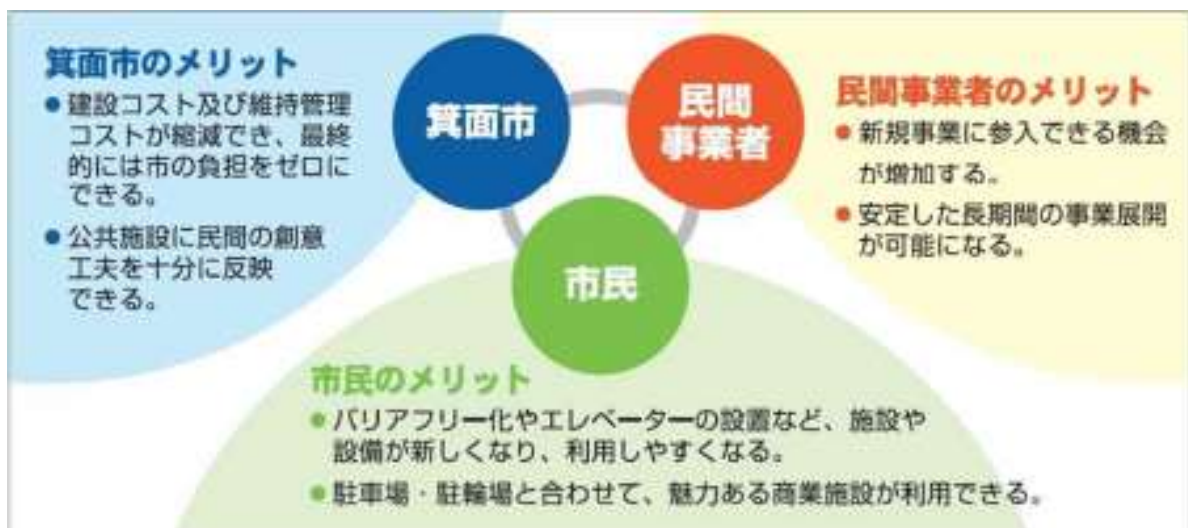 箕面市のメリット
● 建設コスト及び維持管理
コストが縮減でき、最終
的には市の負担をゼロに
できる。
● 公共施設に民間の創意
工夫を十分に反映
できる。
箕面市
民間
事業者
市民
民間事業者のメリット
● 新規事業に参入できる機会
が増加する。
● 安定した長期間の事業展開
が可能になる。
市民のメリット
● バリアフリー化やエレベーターの設置など、施設や
設備が新しくなり、利用しやすくなる。
● 駐車場・駐輪場と合わせて、魅力ある商業施設が利用できる。